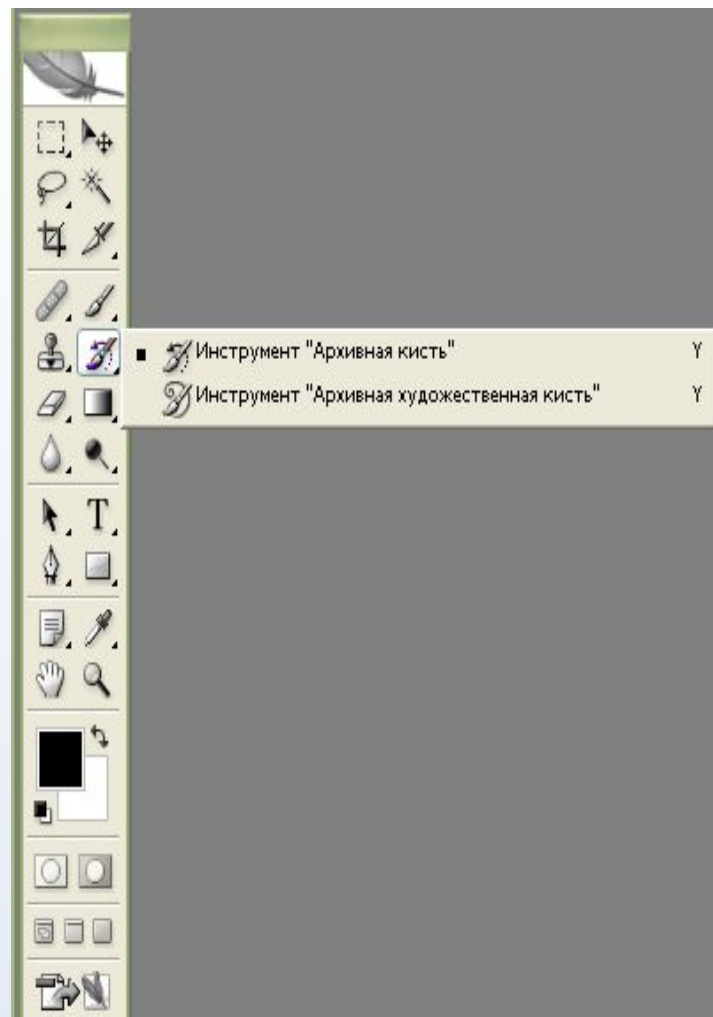 Инструмент "Архивная кисть" Y
Инструмент "Архивная художественная кисть" Y
T